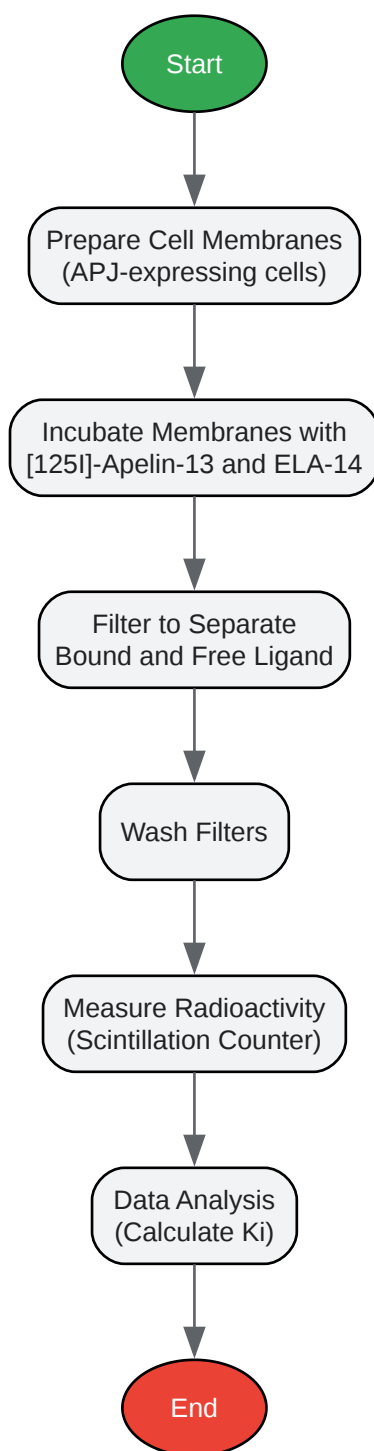 Start
Prepare Cell Membranes
(APJ-expressing cells)
Incubate Membranes with
[125I]-Apelin-13 and ELA-14
Filter to Separate
Bound and Free Ligand
Wash Filters
Measure Radioactivity
(Scintillation Counter)
Data Analysis
(Calculate Ki)
End